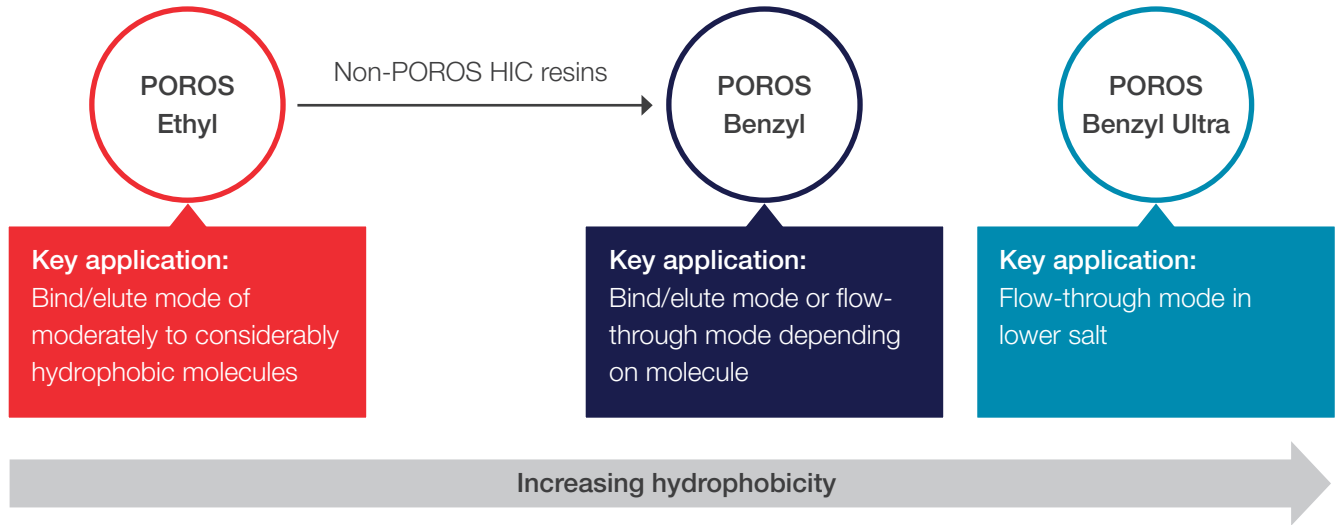 POROS
Ethyl
Non-POROS HIC resins
POROS
Benzyl
POROS
Benzyl Ultra
Key application:
Bind/elute mode of
moderately to considerably
hydrophobic molecules
Key application:
Bind/elute mode or flow-
through mode depending
on molecule
Key application:
Flow-through mode in
lower salt
Increasing hydrophobicity